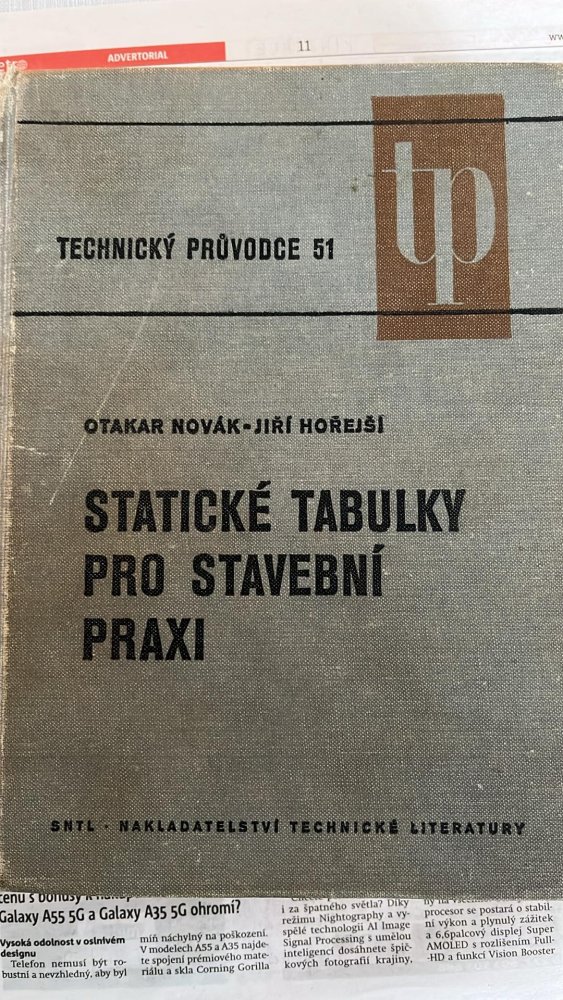 ADVERTORIAL
11
tp
TECHNICKÝ PRŮVODCE 51
OTAKAR NOVÁK-JIŘÍ HOŘEJŠÍ
STATICKÉ TABULKY
PRO STAVEBNÍ
PRAXI
SNTL · NAKLADATELSTVÍ TECHNICKÉ LITERATURY
Galaxy A55 5G a Galaxy A35 5G ohromí?
Vysoká odolnost v oslnivém
designu
Telefon nemusí být ro-
bustní a nevzhledný, aby byl
míň náchylný na poškození.
V modelech A55 a A35 najde-
te spojení prémiového mate-
riálu a skla Corning Gorilla
i za špatného světla? Díky
režimu Nightography a vy-
spělé technologii AI Image
Signal Processing s umělou
inteligencí dosáhnete špič-
kových fotografií krajiny,
procesor se postará o stabil-
ní výkon a plynulý zážitek
a 6,6palcový displej Super
AMOLED s rozlišením Full-
-HD a funkcí Vision Booster